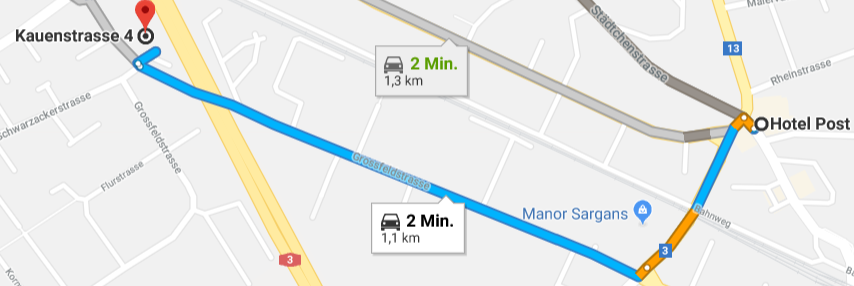 Kauenstrasse 4
Städtchenstrasse
13
2 Min.
1,3 km
Rheinstrasse
Schwarzackerstrasse
Hotel Post
Grossfeldstrasse
Grossfeldstrasse
Flurstrasse
Manor Sargans
2 Min.
1,1 km
Bahnweg
3
3